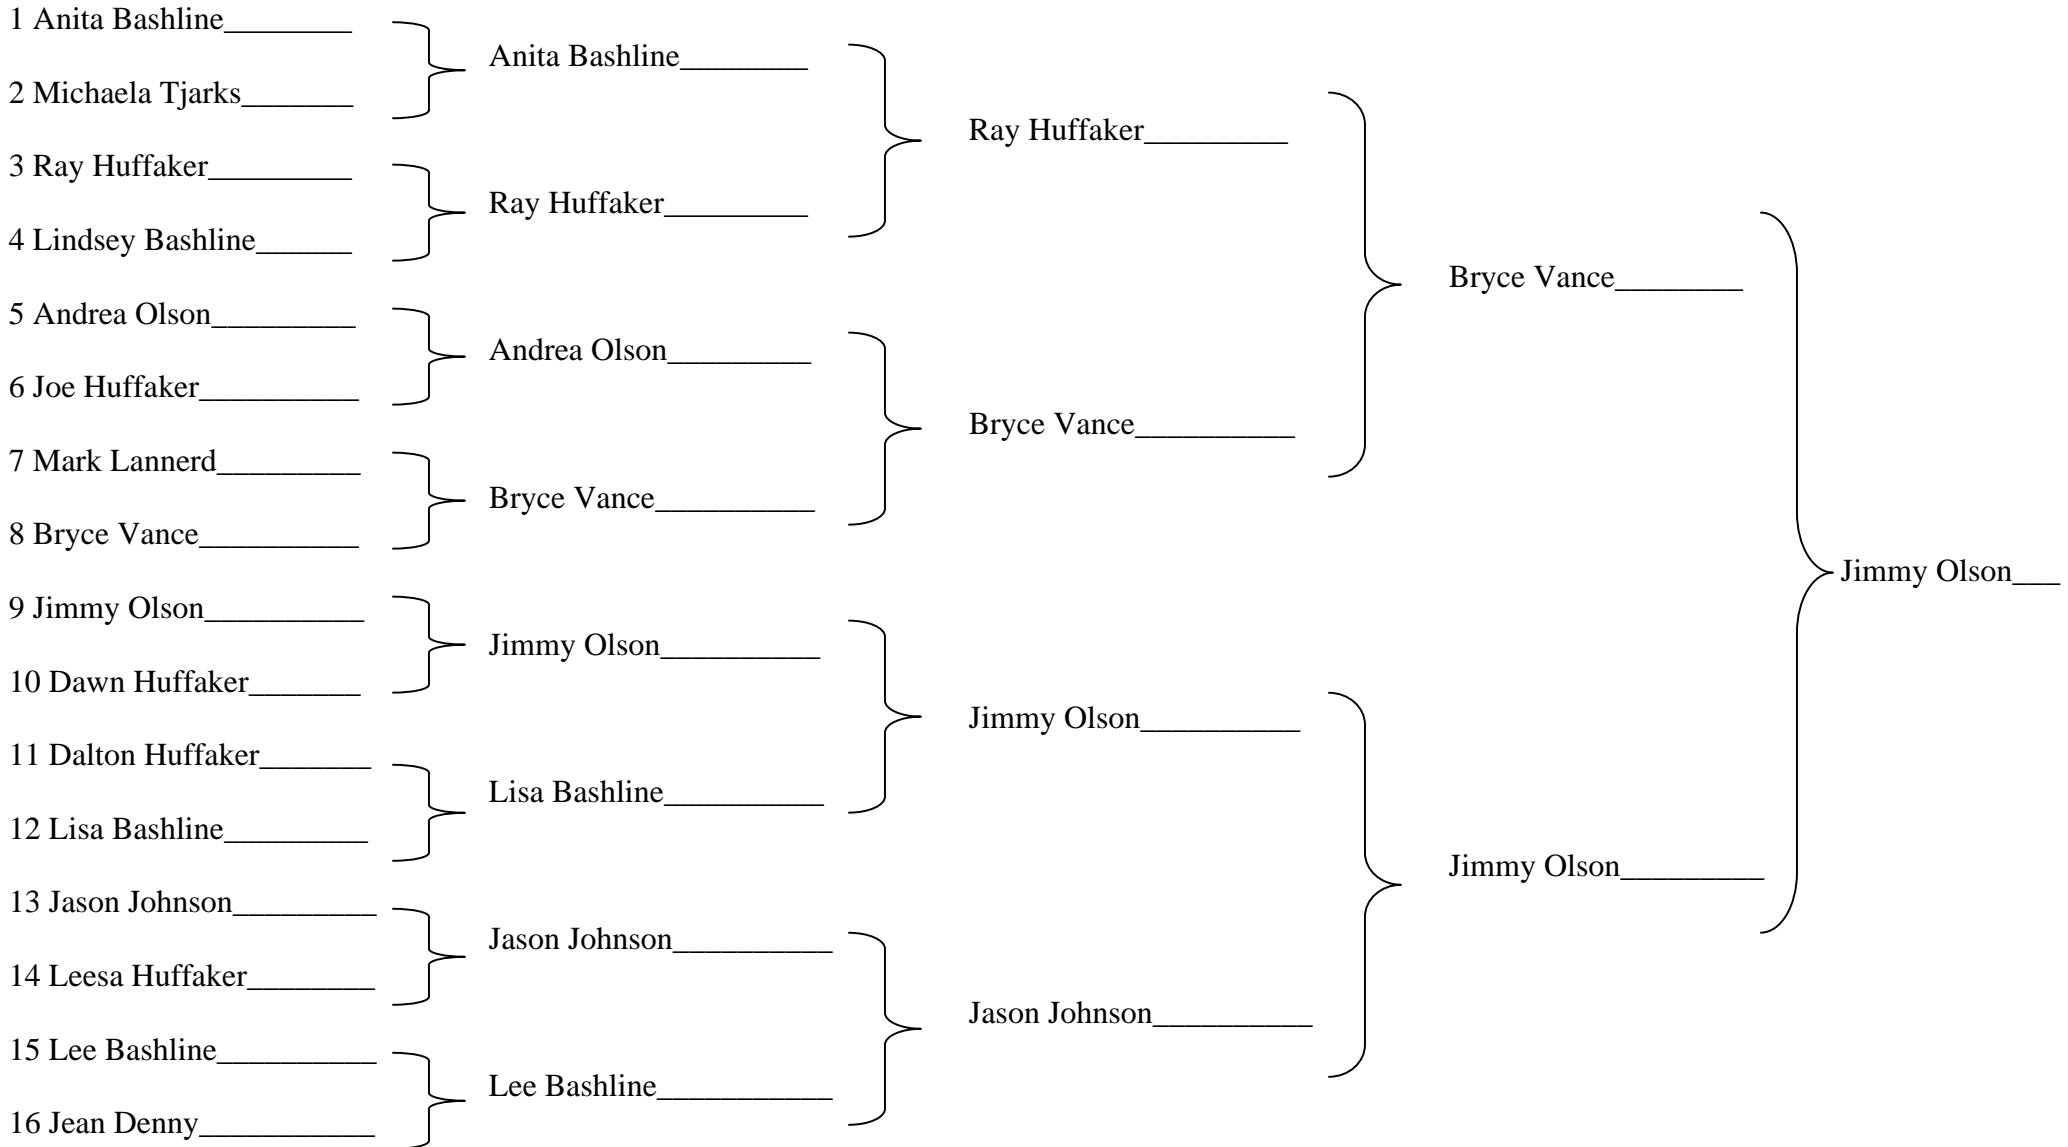 1 Anita Bashline________
2 Michaela Tjarks_______
3 Ray Huffaker_________
4 Lindsey Bashline______
5 Andrea Olson_________
6 Joe Huffaker__________
7 Mark Lannerd_________
8 Bryce Vance__________
9 Jimmy Olson__________
10 Dawn Huffaker_______
11 Dalton Huffaker_______
12 Lisa Bashline_________
13 Jason Johnson_________
14 Leesa Huffaker________
15 Lee Bashline__________
16 Jean Denny___________
Anita Bashline________
Ray Huffaker_________
Andrea Olson_________
Bryce Vance__________
Jimmy Olson__________
Lisa Bashline__________
Jason Johnson__________
Lee Bashline___________
Ray Huffaker_________
Bryce Vance__________
Jimmy Olson__________
Jason Johnson__________
Bryce Vance________
Jimmy Olson_________
Jimmy Olson___